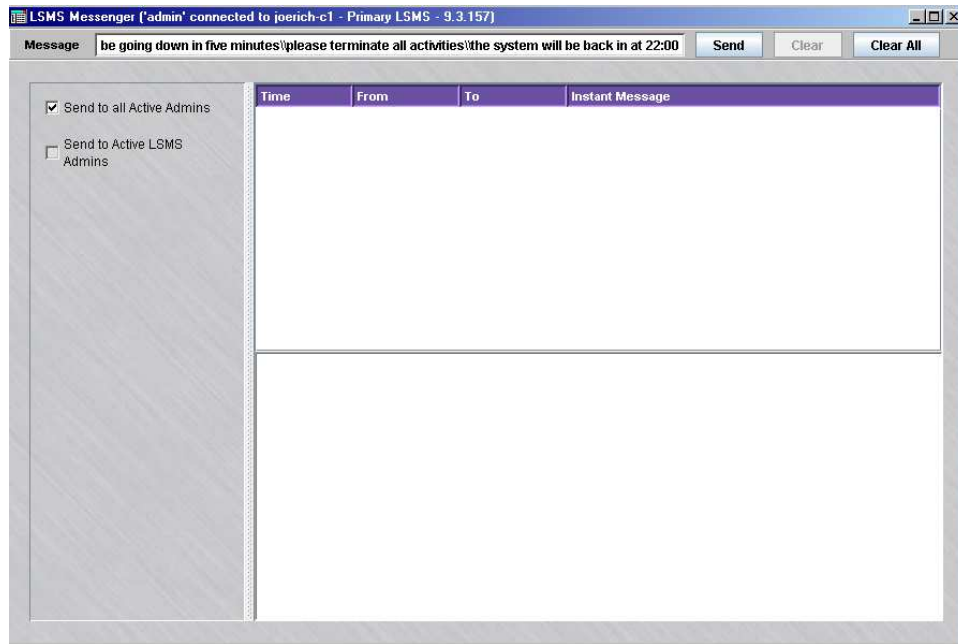 LSMS Messenger ('admin' connected to joerich-c1 - Primary LSMS - 9.3.157)
Message be going down in five minutes\\please terminate all activities\\the system will be back in at 22:00 Send Clear Clear All
Send to all Active Admins
Send to Active LSMS
Admins
Time From To Instant Message